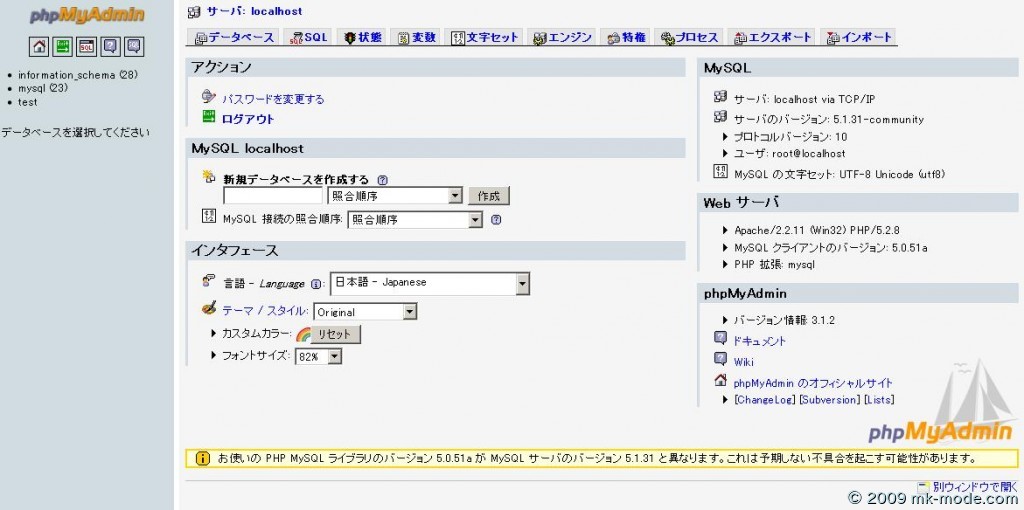 phpMyAdmin
SQL
information_schema (28)
mysql (23)
test
データベースを選択してください
サーバ: localhost
データベース SQL 状態 変数 文字セット エンジン 特権 プロセス エクスポート インポート
アクション
パスワードを変更する
ログアウト
MySQL localhost
新規データベースを作成する
照合順序 作成
MySQL 接続の照合順序: 照合順序
インタフェース
言語 - Language: 日本語 - Japanese
テーマ / スタイル: Original
カスタムカラー: リセット
フォントサイズ: 82%
MySQL
サーバ: localhost via TCP/IP
サーバのバージョン: 5.1.31-community
プロトコルバージョン: 10
ユーザ: root@localhost
MySQL の文字セット: UTF-8 Unicode (utf8)
Web サーバ
Apache/2.2.11 (Win32) PHP/5.2.8
MySQL クライアントのバージョン: 5.0.51a
PHP 拡張: mysql
phpMyAdmin
バージョン情報: 3.1.2
ドキュメント
Wiki
phpMyAdmin のオフィシャルサイト
[ChangeLog] [Subversion] [Lists]
phpMyAdmin
お使いの PHP MySQL ライブラリのバージョン 5.0.51a が MySQL サーバのバージョン 5.1.31 と異なります。これは予期しない不具合を起こす可能性があります。
別ウィンドウで開く
© 2009 mk-mode.com